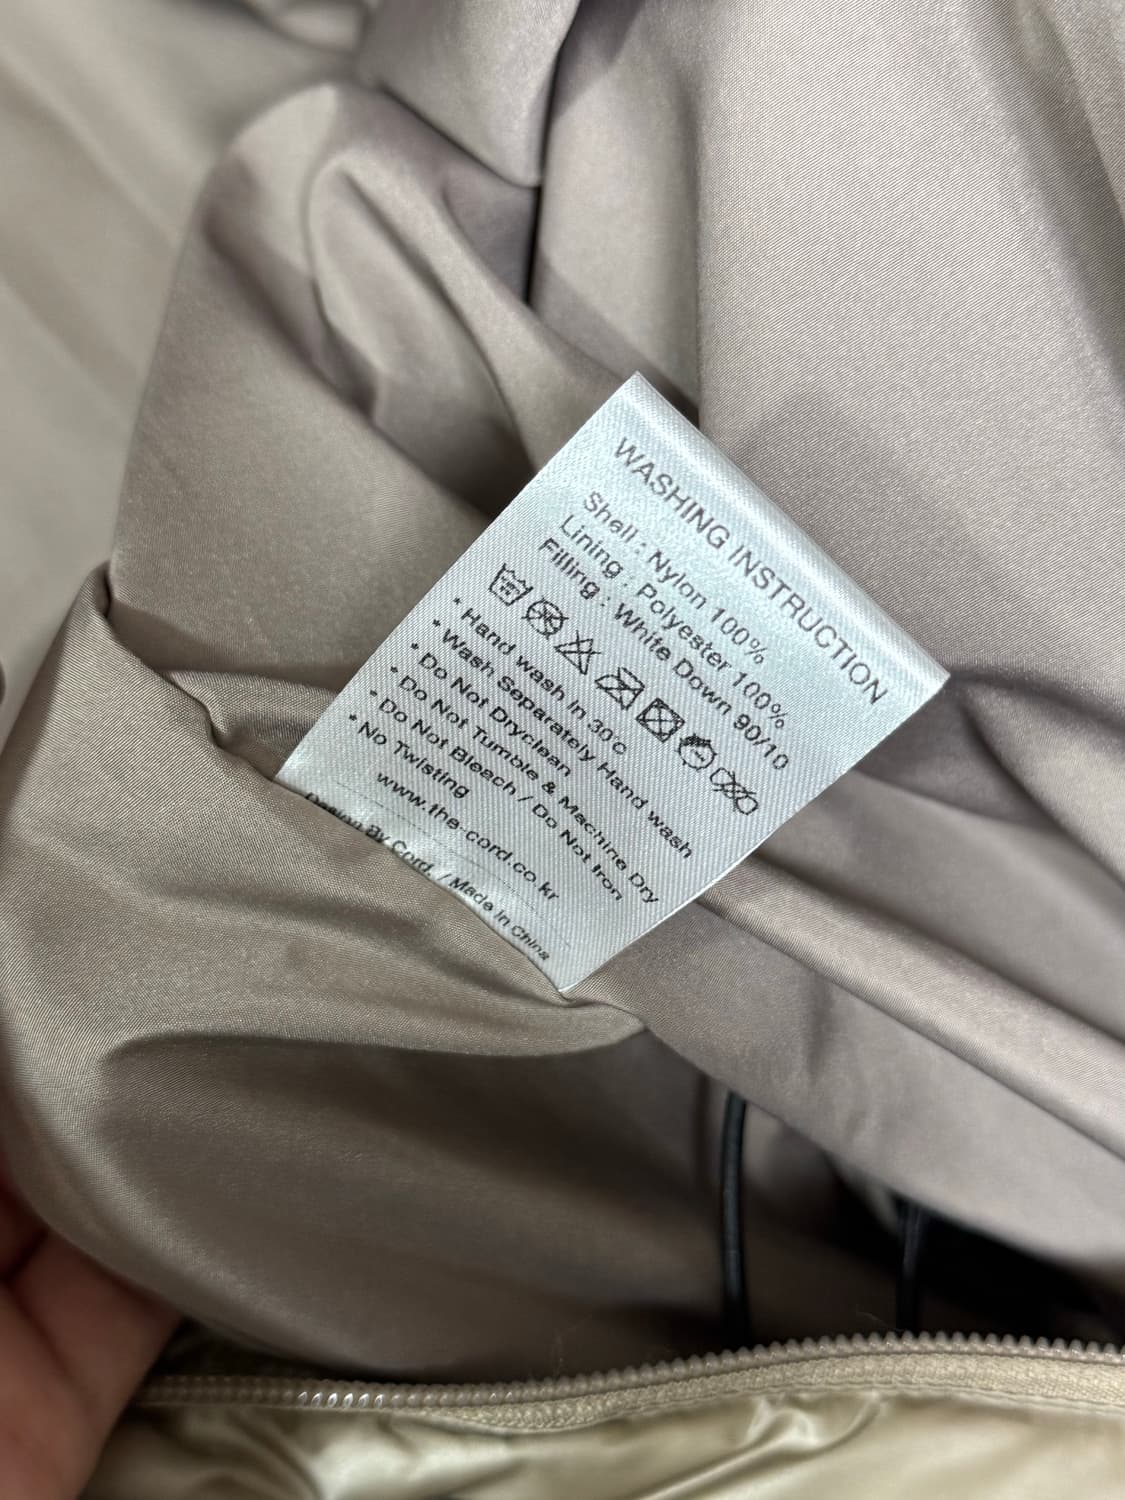 WASHING INSTRUCTION
Shell : Nylon 100%
Lining : Polyester 100%
Filling : White Down 90/10
* Hand wash in 30°c
* Wash Separately Hand wash
* Do Not Dryclean
* Do Not Tumble & Machine Dry
* Do Not Bleach / Do Not Iron
* No Twisting
www.the-cord.co.kr
Design By Cord. / Made in China